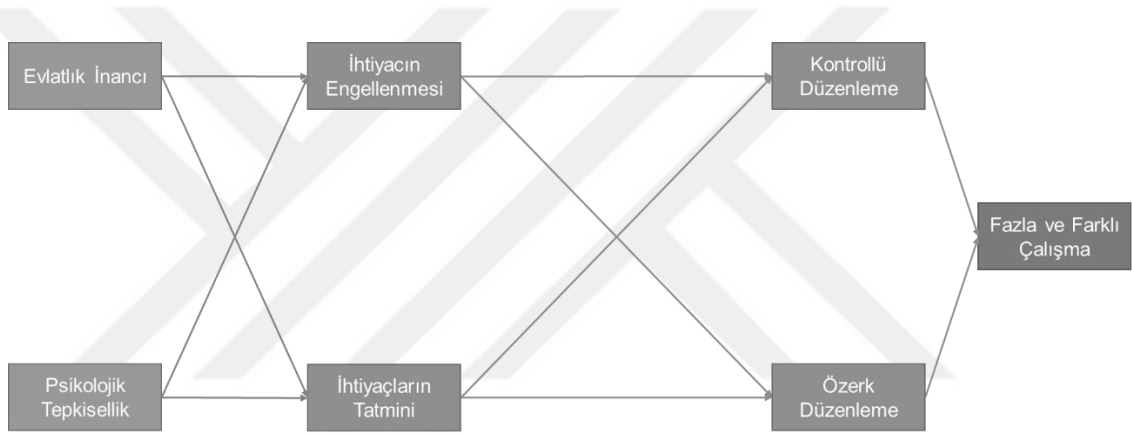 Evlatlık İnancı
İhtiyacın
Engellenmesi
Kontrollü
Düzenleme
Fazla ve Farklı
Çalışma
Psikolojik
Tepkisellik
İhtiyaçların
Tatmini
Özerk
Düzenleme